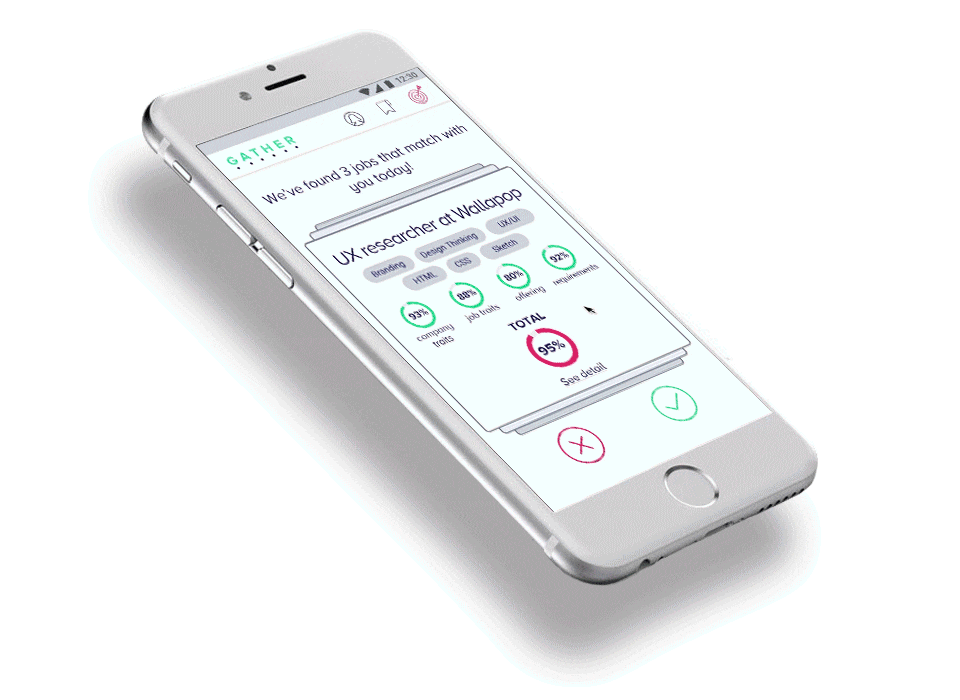 12:30
GATHER
We've found 3 jobs that match with
you today!
UX researcher at Wallapop
Branding Design Thinking UX/UI
HTML CSS Sketch
93% 88% 80% 92%
company
traits
job traits
offering
requirements
TOTAL
95%
See detail